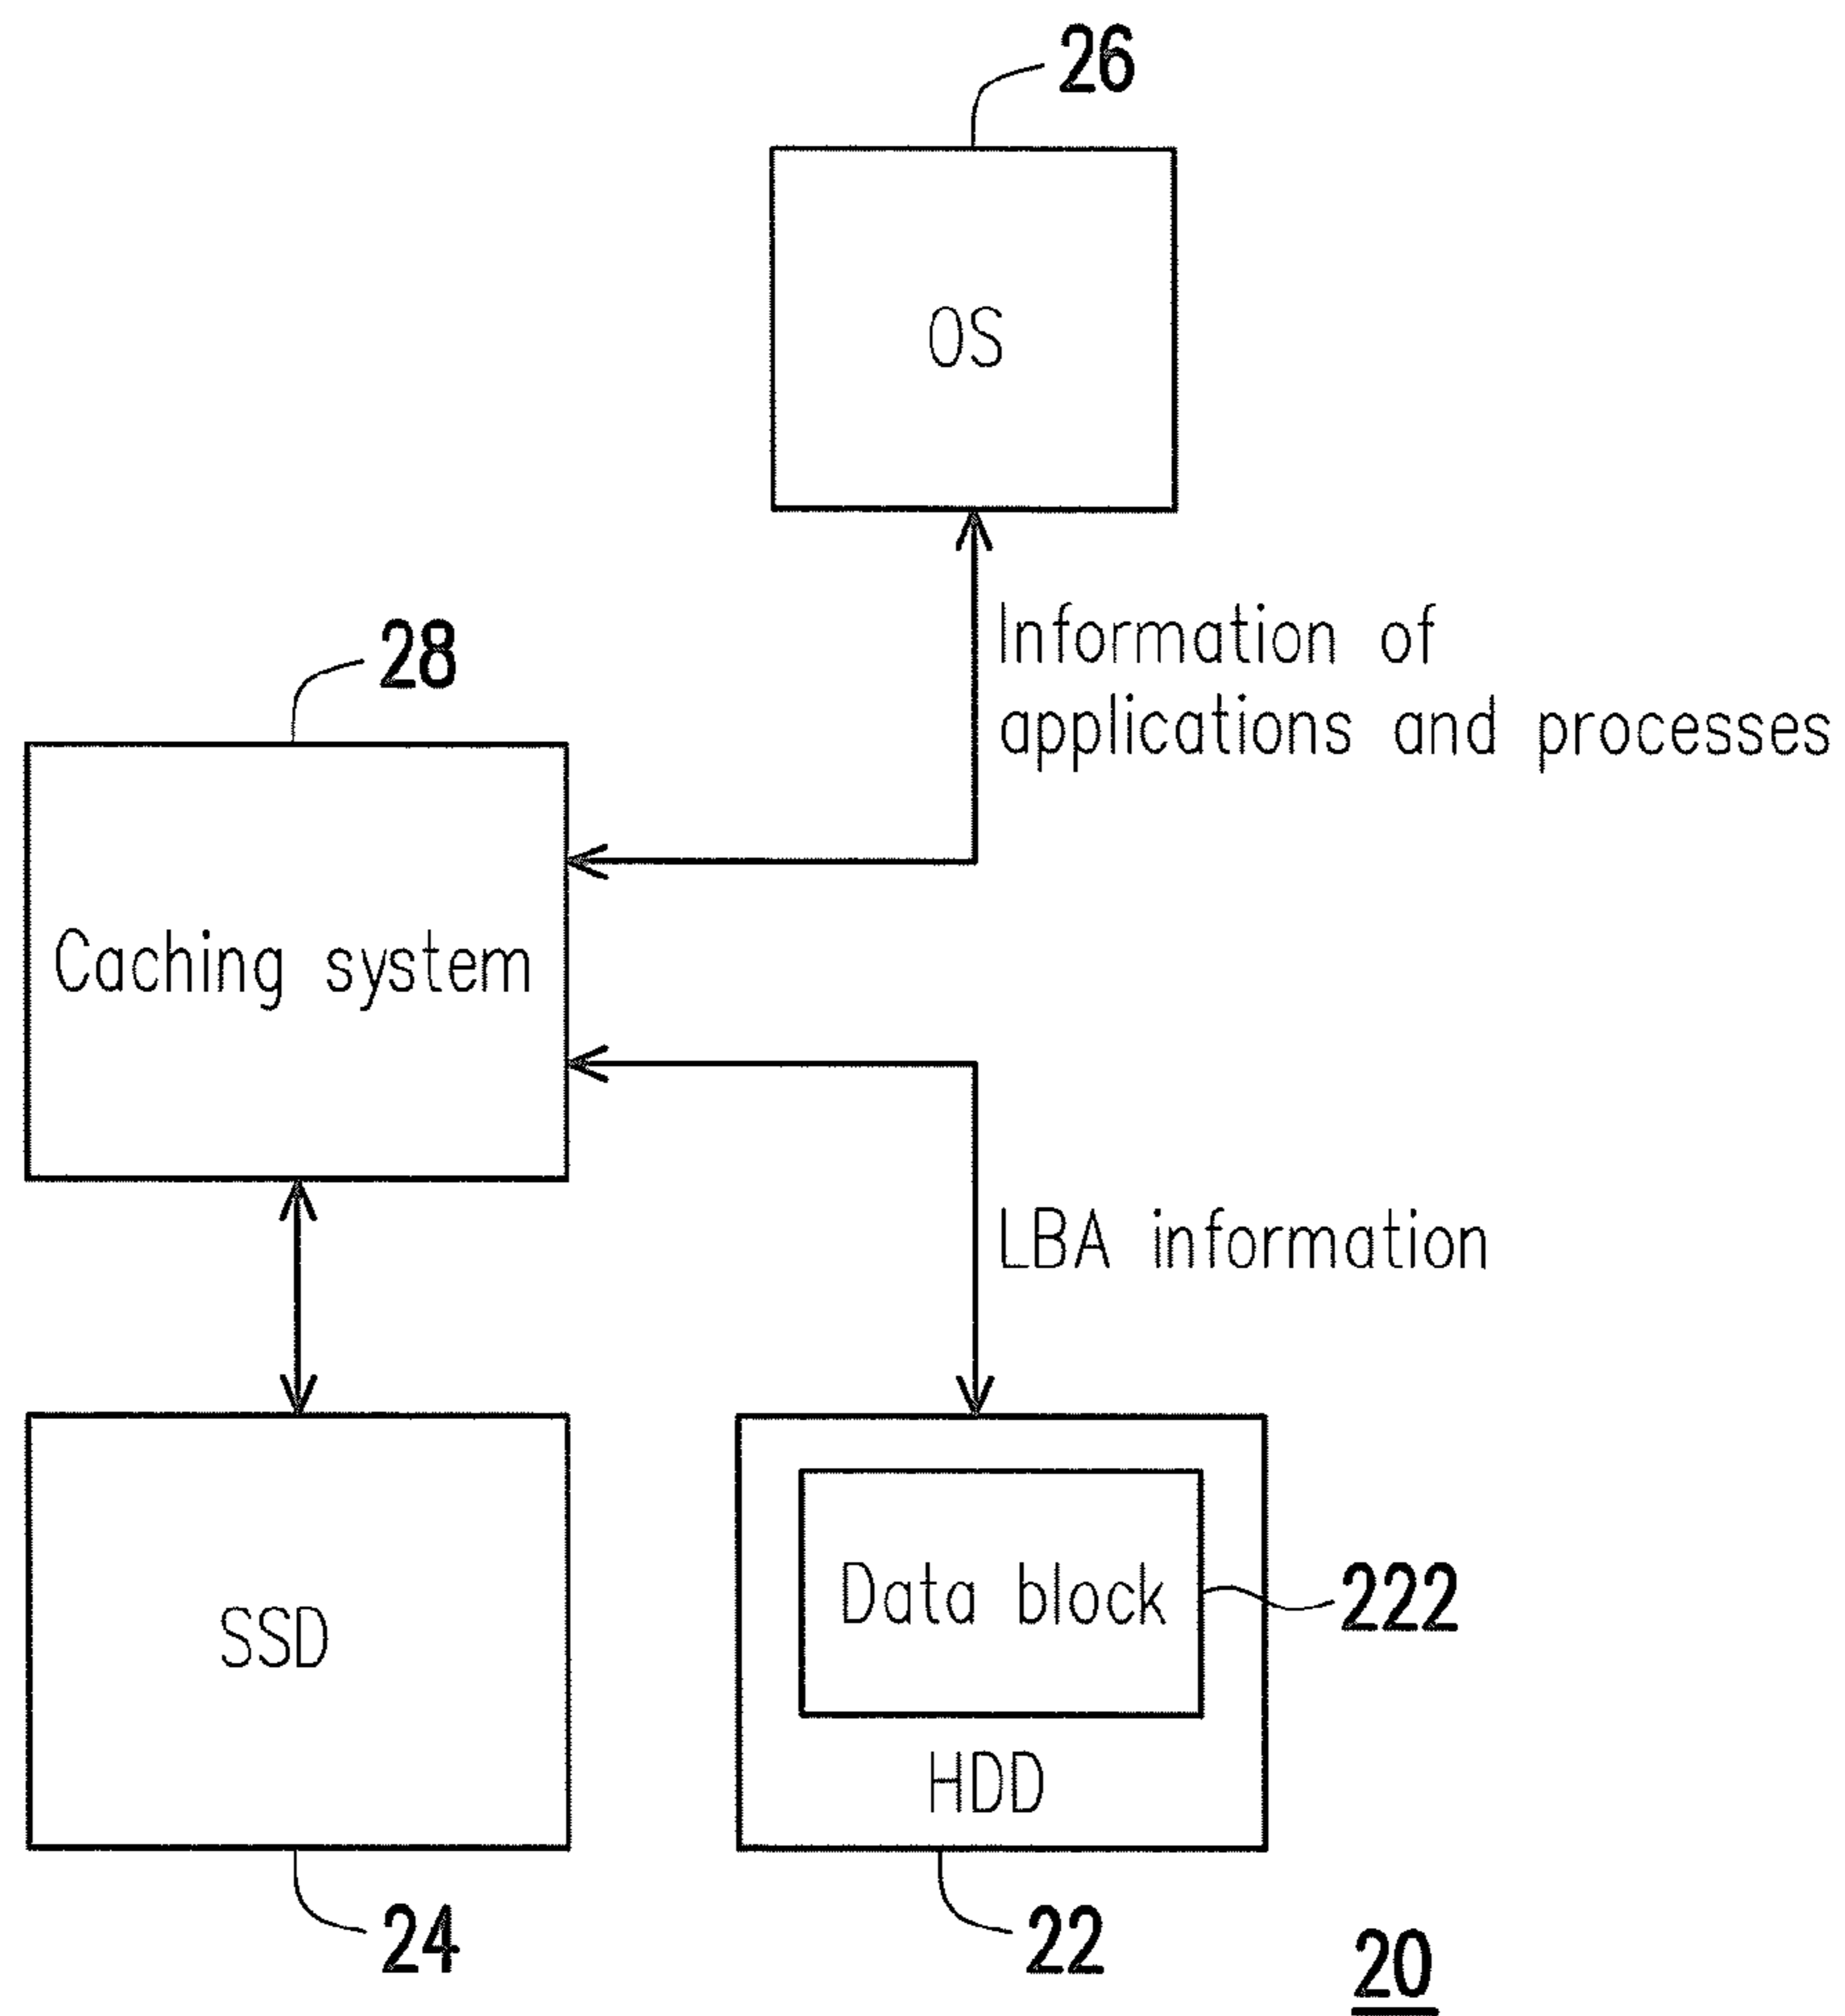 26
OS
Information of
applications and processes
28
Caching system
LBA information
Data block
222
SSD
HDD
24
22
20